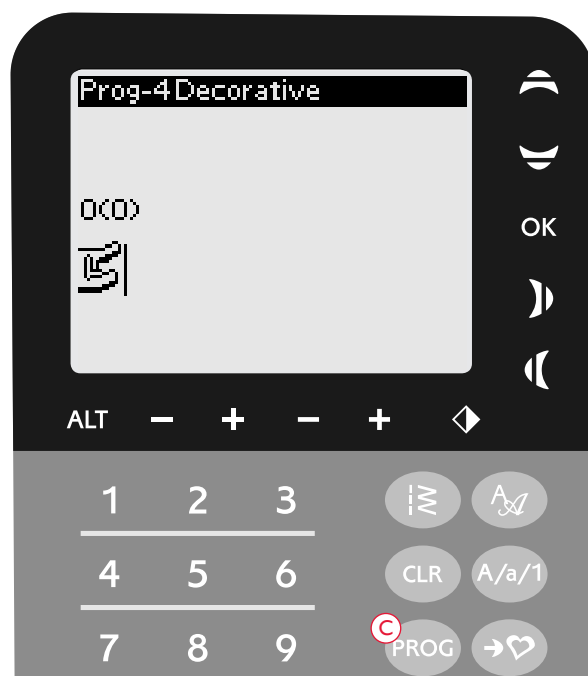 Prog-4 Decorative
0(0)
OK
ALT - + - +
1 2 3
4 5 6 CLR A/a/1
7 8 9 C PROG